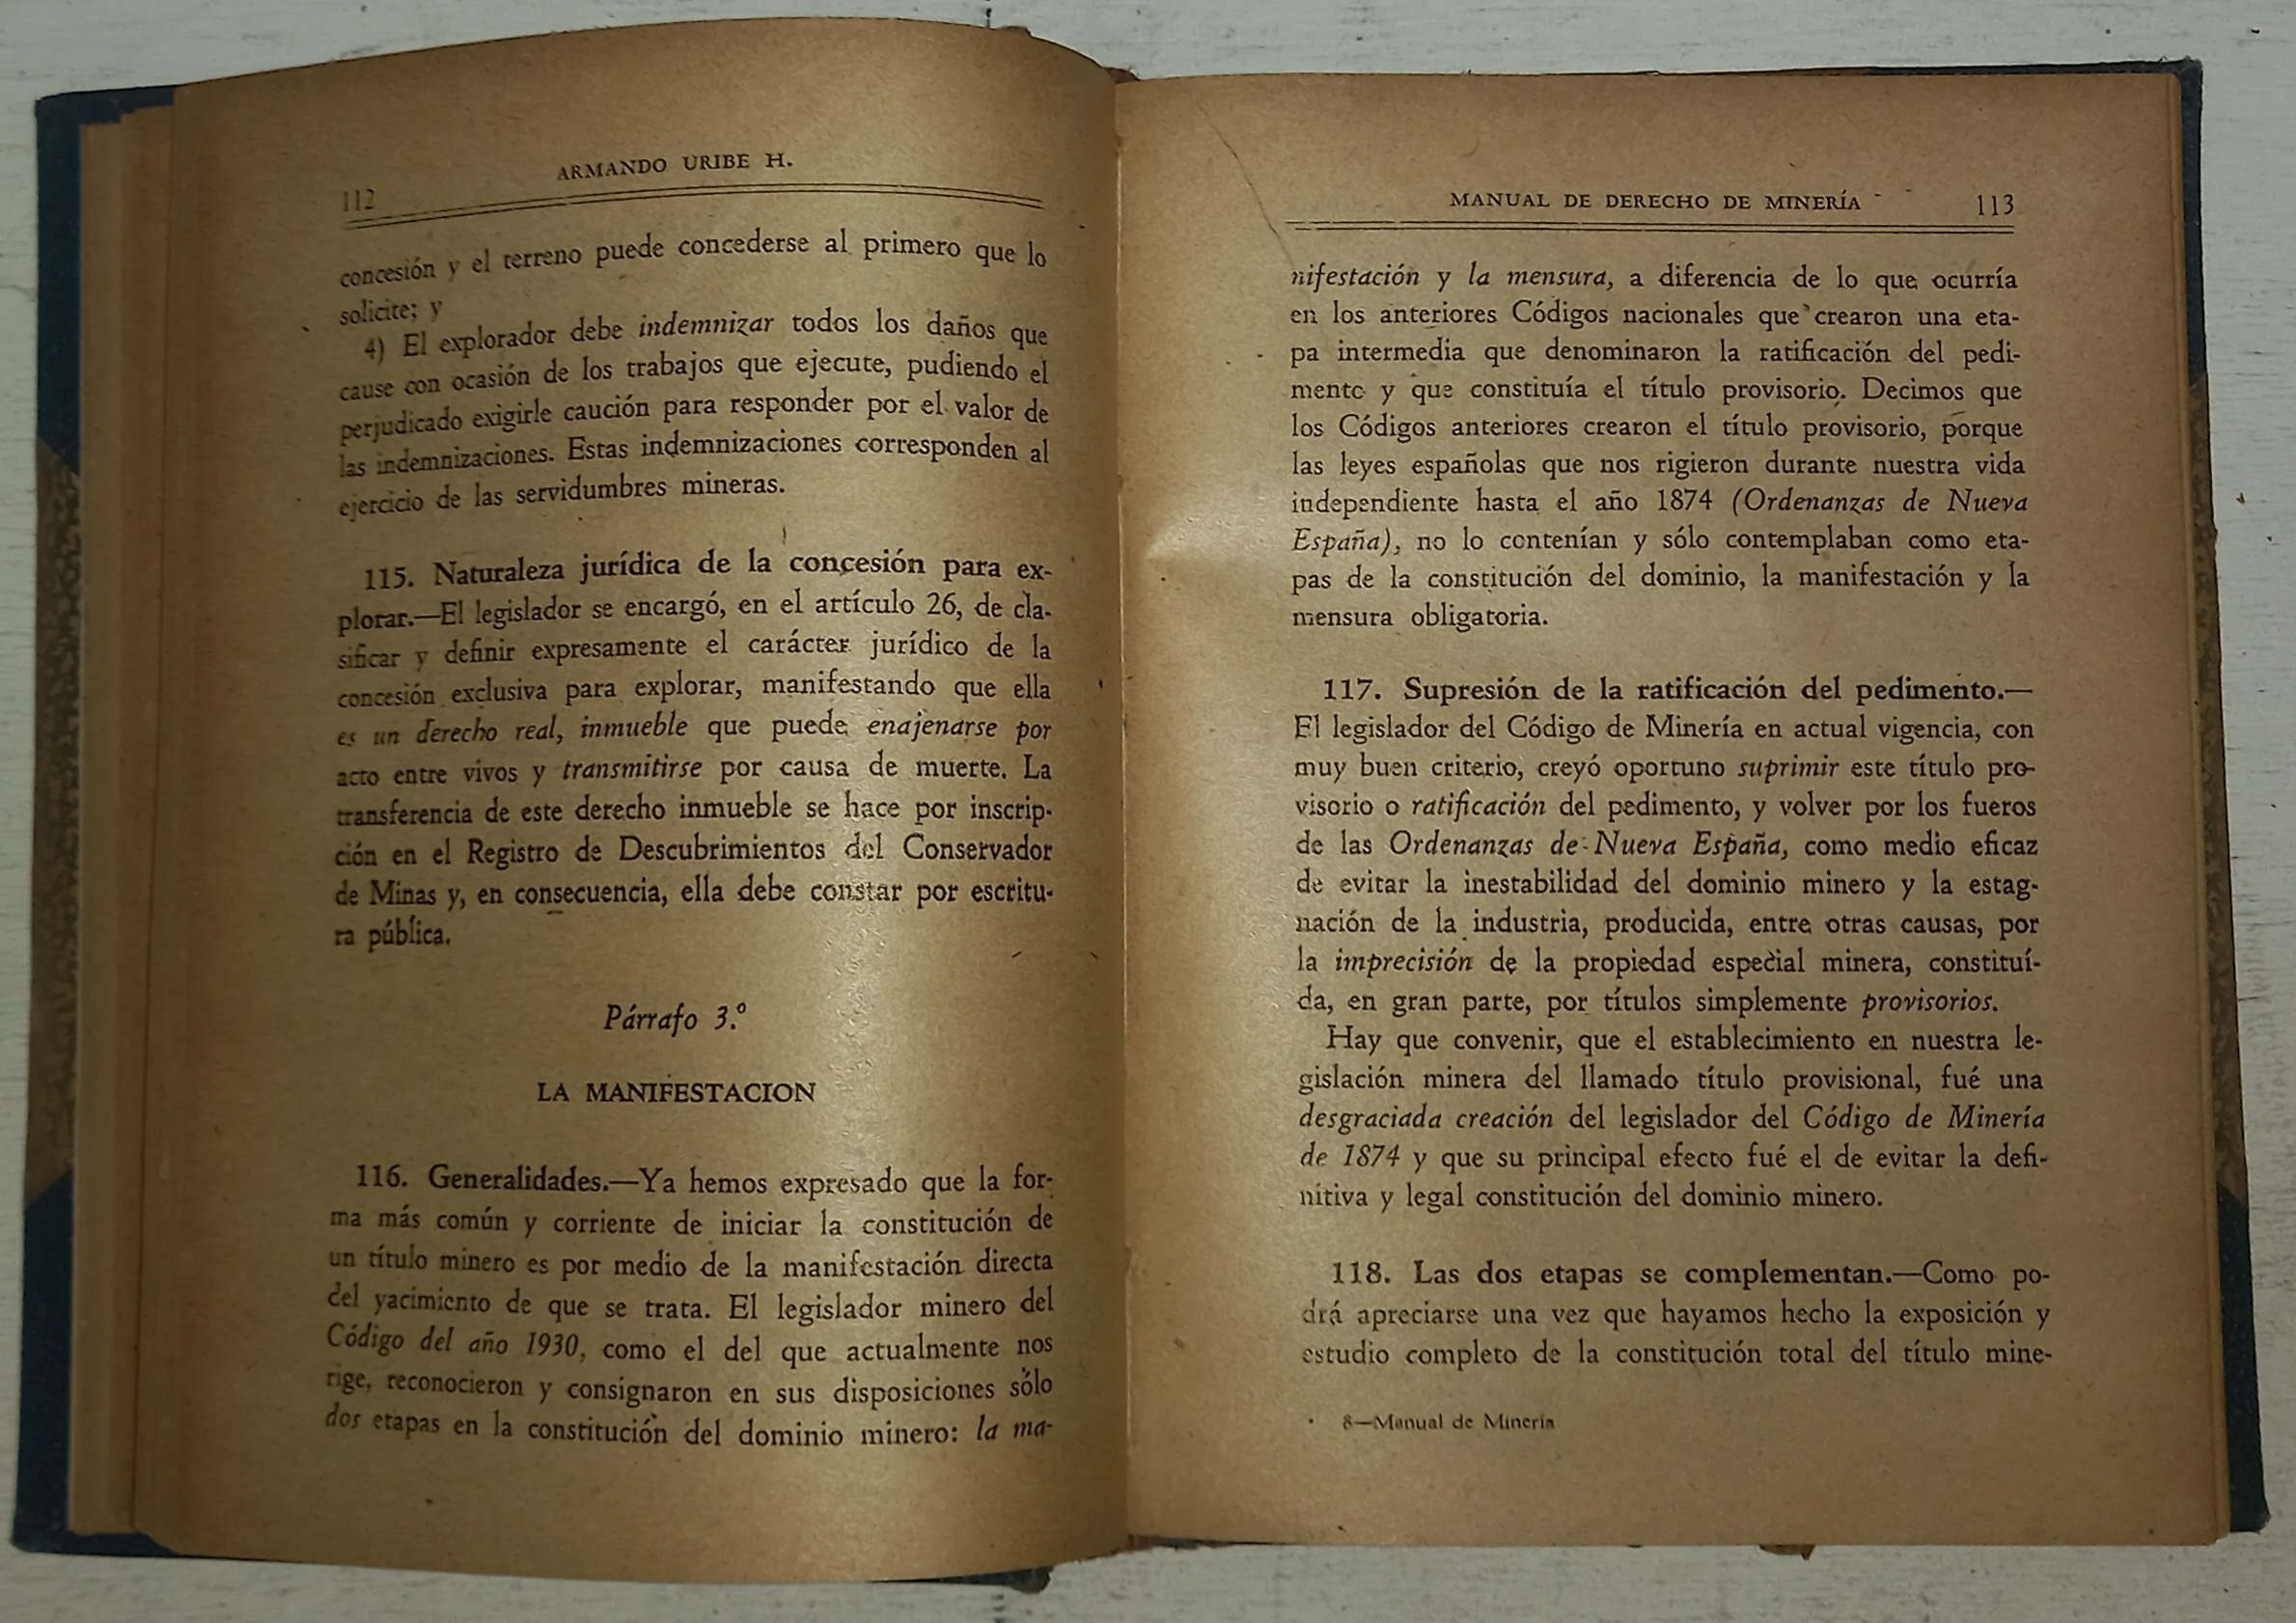 112
ARMANDO URIBE H.
concesión y el terreno puede concederse al primero que lo
solicite; y
4) El explorador debe indemnizar todos los daños que
cause con ocasión de los trabajos que ejecute, pudiendo el
perjudicado exigirle caución para responder por el valor de
las indemnizaciones. Estas indemnizaciones corresponden al
ejercicio de las servidumbres mineras.
115. Naturaleza jurídica de la concesión para ex-
plorar.—El legislador se encargó, en el artículo 26, de cla-
sificar y definir expresamente el carácter jurídico de la
concesión exclusiva para explorar, manifestando que ella
es un derecho real, inmueble que puede enajenarse por
acto entre vivos y transmitirse por causa de muerte. La
transferencia de este derecho inmueble se hace por inscrip-
ción en el Registro de Descubrimientos del Conservador
de Minas y, en consecuencia, ella debe constar por escritu-
ra pública.
Párrafo 3.º
LA MANIFESTACION
116. Generalidades.—Ya hemos expresado que la for-
ma más común y corriente de iniciar la constitución de
un título minero es por medio de la manifestación directa
del yacimiento de que se trata. El legislador minero del
Código del año 1930, como el del que actualmente nos
rige, reconocieron y consignaron en sus disposiciones sólo
dos etapas en la constitución del dominio minero: la ma-
MANUAL DE DERECHO DE MINERÍA
113
nifestación y la mensura, a diferencia de lo que ocurría
en los anteriores Códigos nacionales que crearon una eta-
pa intermedia que denominaron la ratificación del pedi-
mento y que constituía el título provisorio. Decimos que
los Códigos anteriores crearon el título provisorio, porque
las leyes españolas que nos rigieron durante nuestra vida
independiente hasta el año 1874 (Ordenanzas de Nueva
España), no lo contenían y sólo contemplaban como eta-
pas de la constitución del dominio, la manifestación y la
mensura obligatoria.
117. Supresión de la ratificación del pedimento.—
El legislador del Código de Minería en actual vigencia, con
muy buen criterio, creyó oportuno suprimir este título pro-
visorio o ratificación del pedimento, y volver por los fueros
de las Ordenanzas de Nueva España, como medio eficaz
de evitar la inestabilidad del dominio minero y la estag-
nación de la industria, producida, entre otras causas, por
la imprecisión de la propiedad especial minera, constituí-
da, en gran parte, por títulos simplemente provisorios.
Hay que convenir, que el establecimiento en nuestra le-
gislación minera del llamado título provisional, fué una
desgraciada creación del legislador del Código de Minería
de 1874 y que su principal efecto fué el de evitar la defi-
nitiva y legal constitución del dominio minero.
118. Las dos etapas se complementan.—Como po-
drá apreciarse una vez que hayamos hecho la exposición y
estudio completo de la constitución total del título mine-
8—Manual de Minería